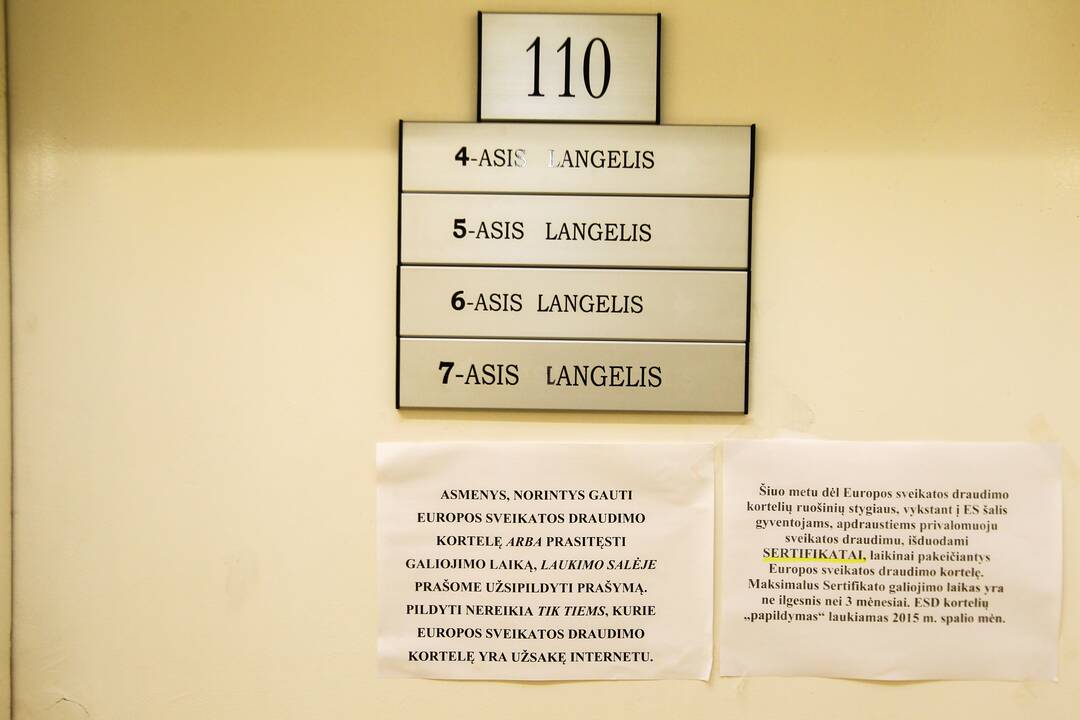 110
4-ASIS LANGELIS
5-ASIS LANGELIS
6-ASIS LANGELIS
7-ASIS LANGELIS
ASMENYS, NORINTYS GAUTI
EUROPOS SVEIKATOS DRAUDIMO
KORTELĘ ARBA PRASITĘSTI
GALIOJIMO LAIKĄ, LAUKIMO SALĖJE
PRAŠOME UŽSIPILDYTI PRAŠYMĄ.
PILDYTI NEREIKIA TIK TIEMS, KURIE
EUROPOS SVEIKATOS DRAUDIMO
KORTELĘ YRA UŽSAKĘ INTERNETU.
Šiuo metu dėl Europos sveikatos draudimo
kortelių ruošinių stygiaus, vykstant į ES šalis
gyventojams, apdraustiems privalomuoju
sveikatos draudimu, išduodami
SERTIFIKATAI, laikinai pakeičiantys
Europos sveikatos draudimo kortelę.
Maksimalus Sertifikato galiojimo laikas yra
ne ilgesnis nei 3 mėnesiai. ESD kortelių
„papildymas“ laukiamas 2015 m. spalio mėn.